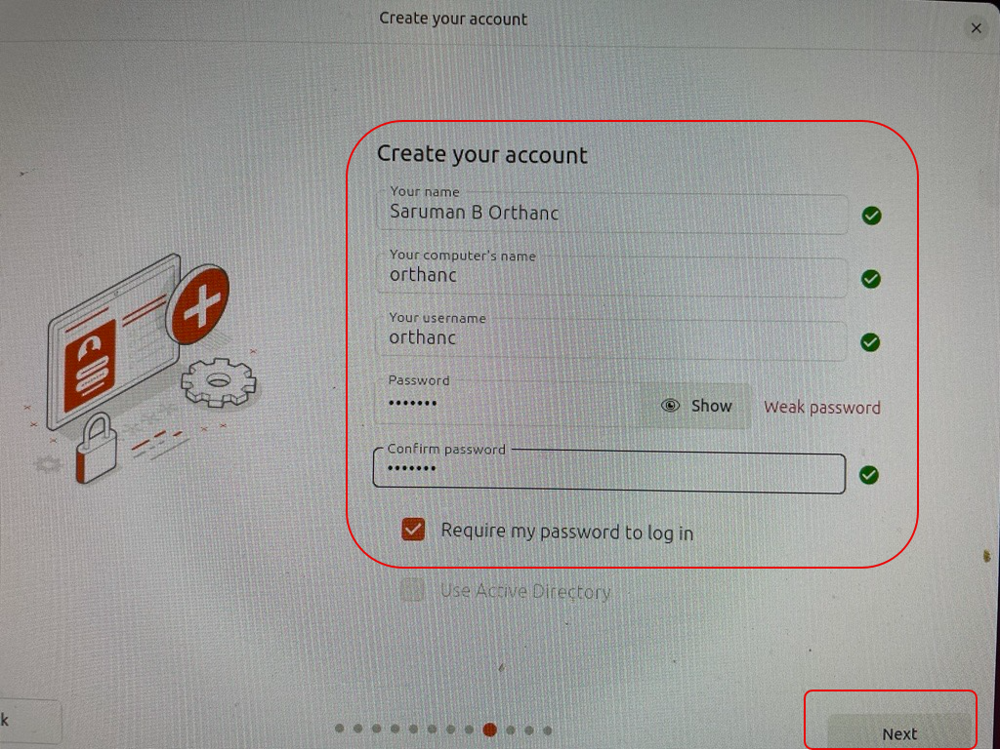 Create your account
Create your account
Your name
Saruman B Orthanc
Your computer's name
orthanc
Your username
orthanc
Password
•••••••
Show
Weak password
Confirm password
•••••••
Require my password to log in
Use Active Directory
k
Next